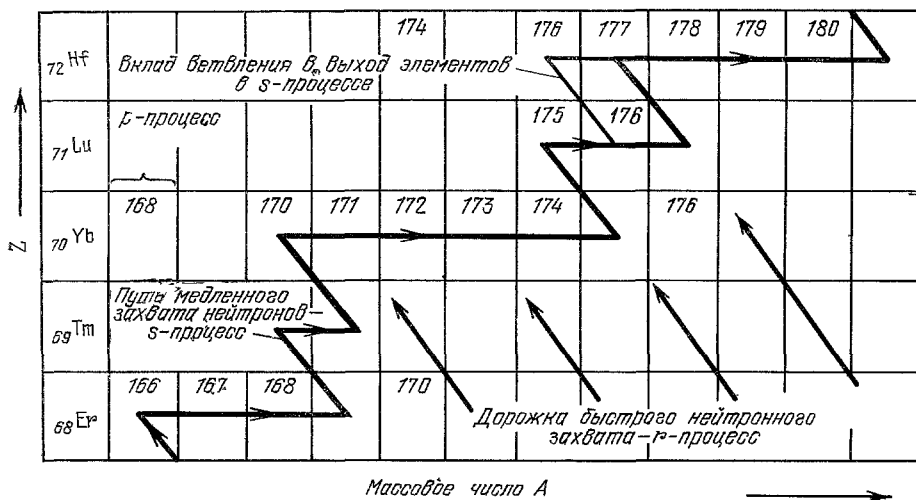 174 176 177 178 179 180
72 Hf
Вклад ветвления в выход элементов
в s-процессе
p-процесс
175 176
71 Lu
168 170 171 172 173 174 176
70 Yb
Z
Путь медленного
захвата нейтронов–
s-процесс
69 Tm
166 167 168 170
68 Er
Дорожка быстрого нейтронного
захвата–r-процесс
Массовое число A